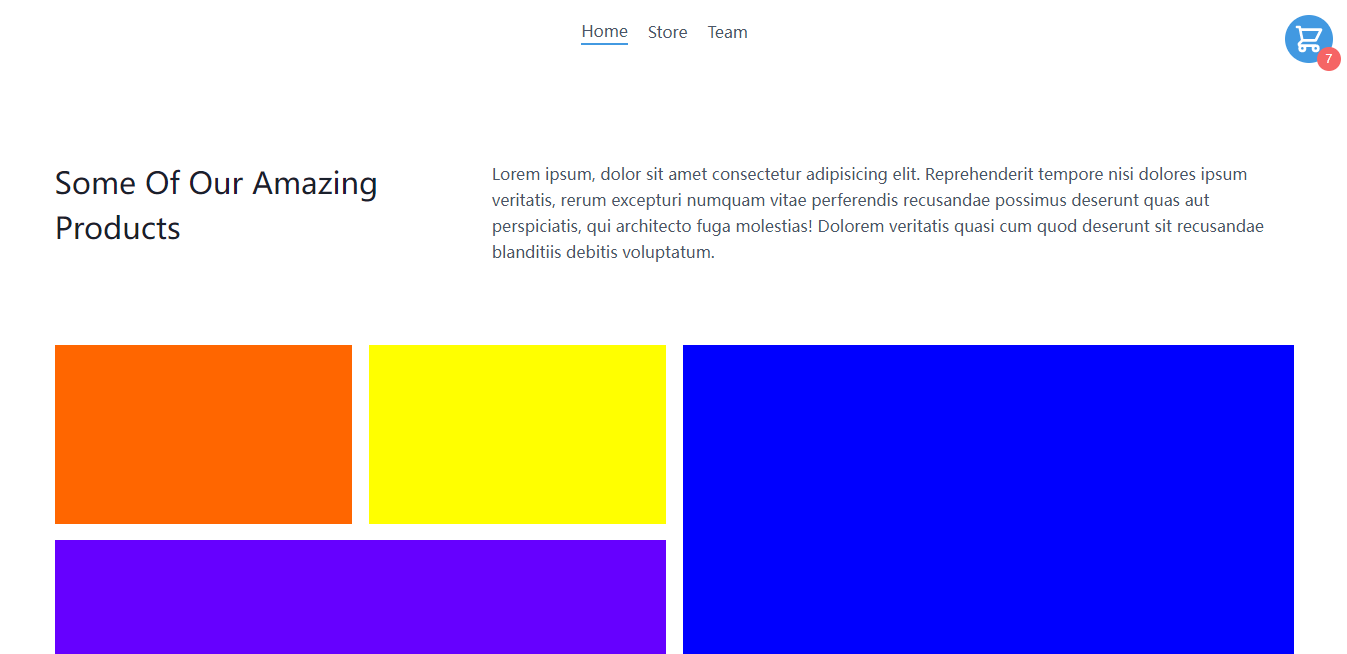 Home Store Team
7
Some Of Our Amazing
Products
Lorem ipsum, dolor sit amet consectetur adipisicing elit. Reprehenderit tempore nisi dolores ipsum
veritatis, rerum excepturi numquam vitae perferendis recusandae possimus deserunt quas aut
perspiciatis, qui architecto fuga molestias! Dolorem veritatis quasi cum quod deserunt sit recusandae
blanditiis debitis voluptatum.